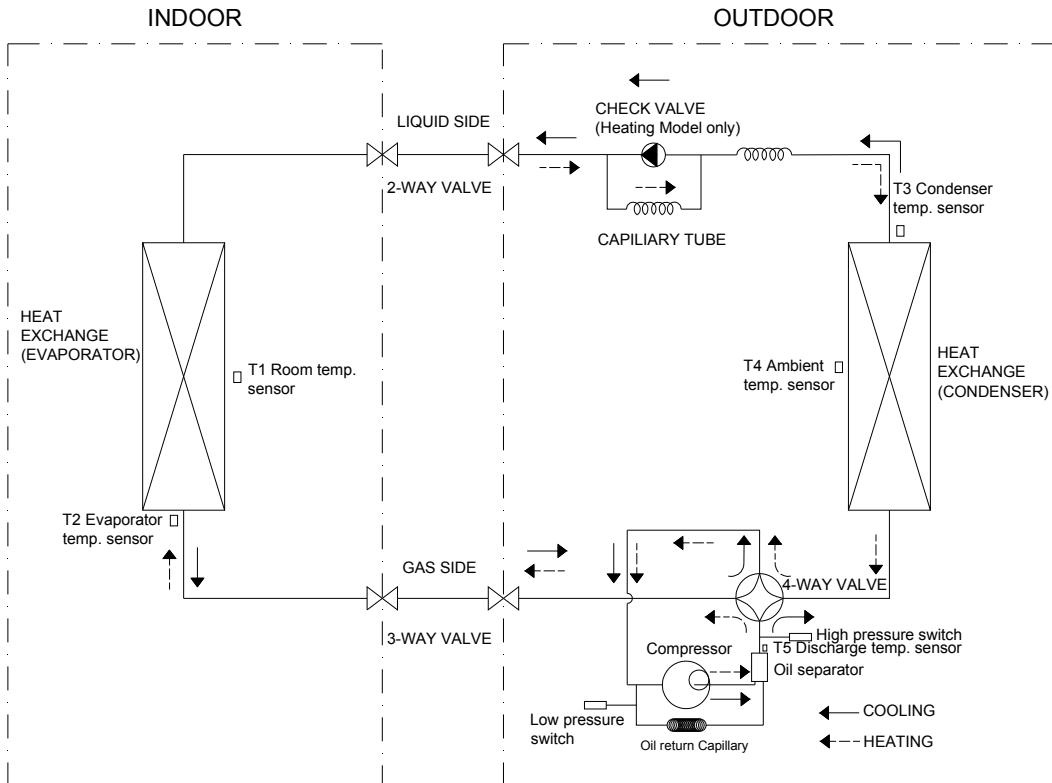 INDOOR
OUTDOOR
LIQUID SIDE
2-WAY VALVE
CHECK VALVE
(Heating Model only)
CAPILIARY TUBE
T3 Condenser
temp. sensor
HEAT
EXCHANGE
(EVAPORATOR)
T1 Room temp.
sensor
T4 Ambient
temp. sensor
HEAT
EXCHANGE
(CONDENSER)
T2 Evaporator
temp. sensor
GAS SIDE
3-WAY VALVE
4-WAY VALVE
High pressure switch
T5 Discharge temp. sensor
Compressor
Oil separator
Low pressure
switch
Oil return Capillary
COOLING
HEATING